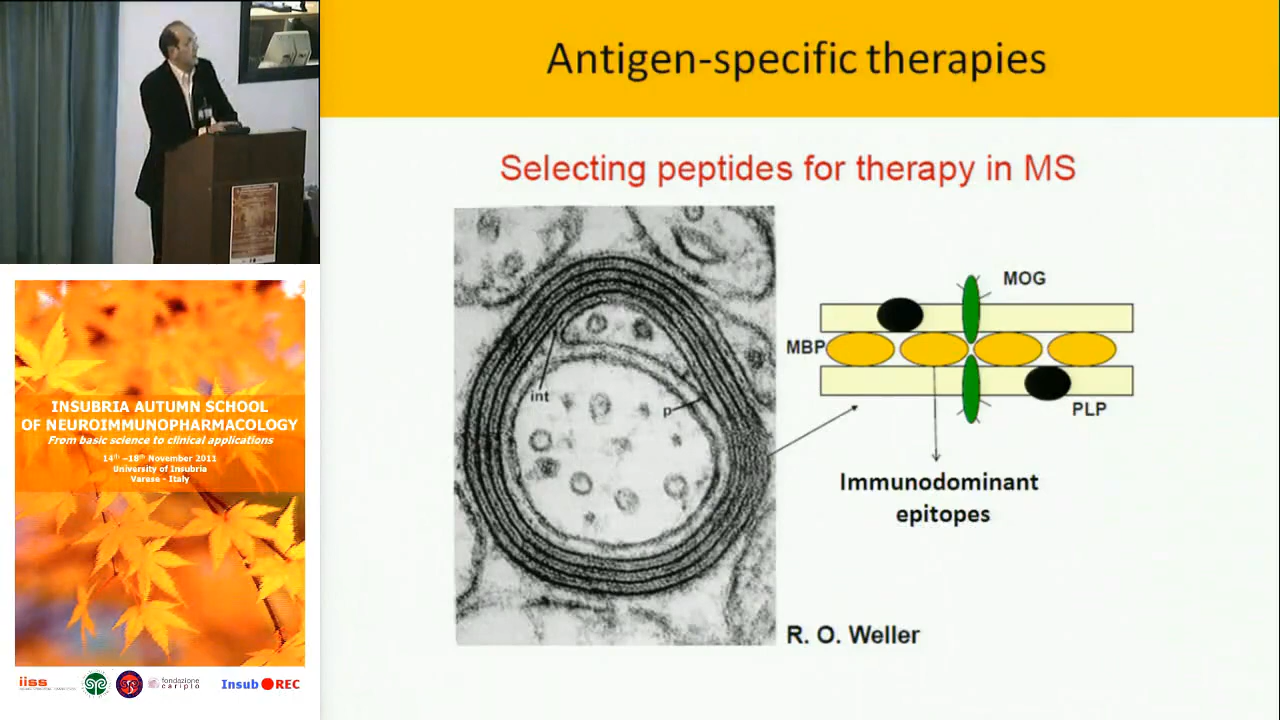 Antigen-specific therapies
Selecting peptides for therapy in MS
MOG
MBP
int
p
PLP
Immunodominant
epitopes
R. O. Weller
INSUBRIA AUTUMN SCHOOL
OF NEUROIMMUNOPHARMACOLOGY
From basic science to clinical applications
14th –18th November 2011
University of Insubria
Varese - Italy
iiss
fondazione
cariplo
Insub REC